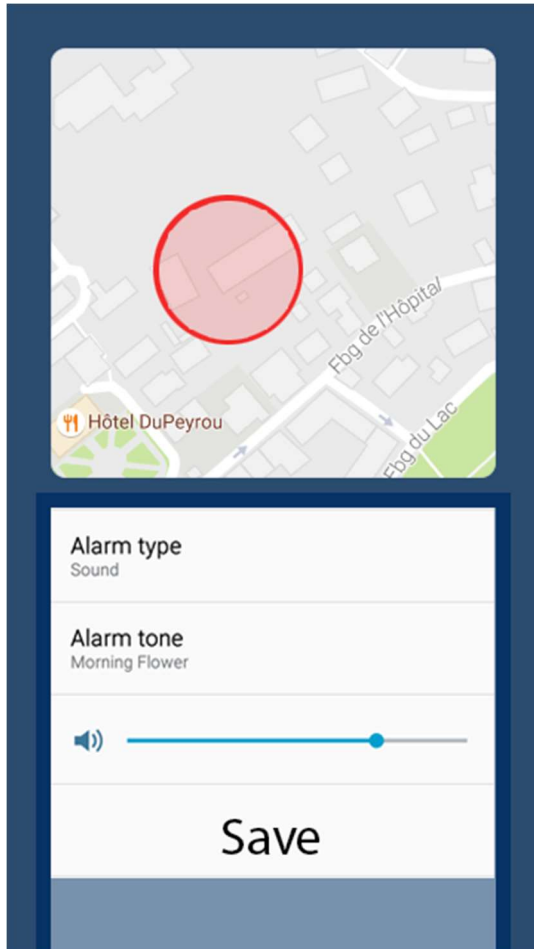 Fbg de l'Hôpital
Hôtel DuPeyrou
Fbg du Lac
Alarm type
Sound
Alarm tone
Morning Flower
Save